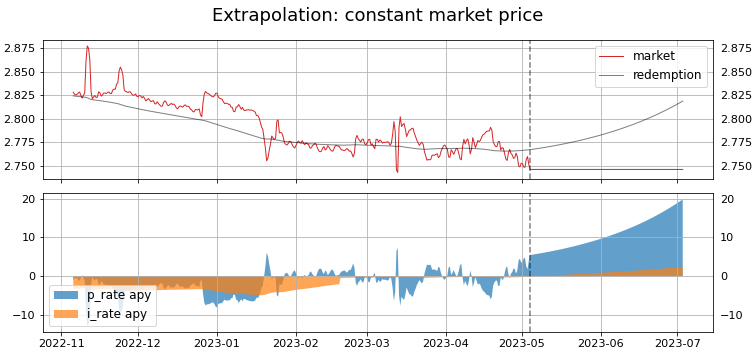 Extrapolation: constant market price
2.875 2.875
2.850 2.850
2.825 2.825
2.800 2.800
2.775 2.775
2.750 2.750
market
redemption
20 20
10 10
0 0
−10 −10
p_rate apy
i_rate apy
2022-11 2022-12 2023-01 2023-02 2023-03 2023-04 2023-05 2023-06 2023-07